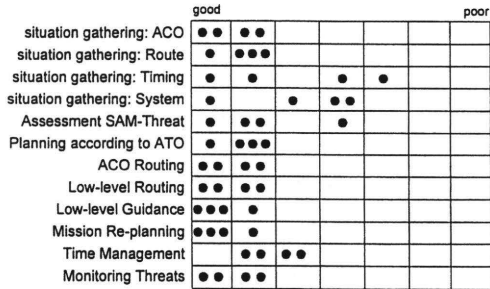 good poor
situation gathering: ACO
situation gathering: Route
situation gathering: Timing
situation gathering: System
Assessment SAM-Threat
Planning according to ATO
ACO Routing
Low-level Routing
Low-level Guidance
Mission Re-planning
Time Management
Monitoring Threats